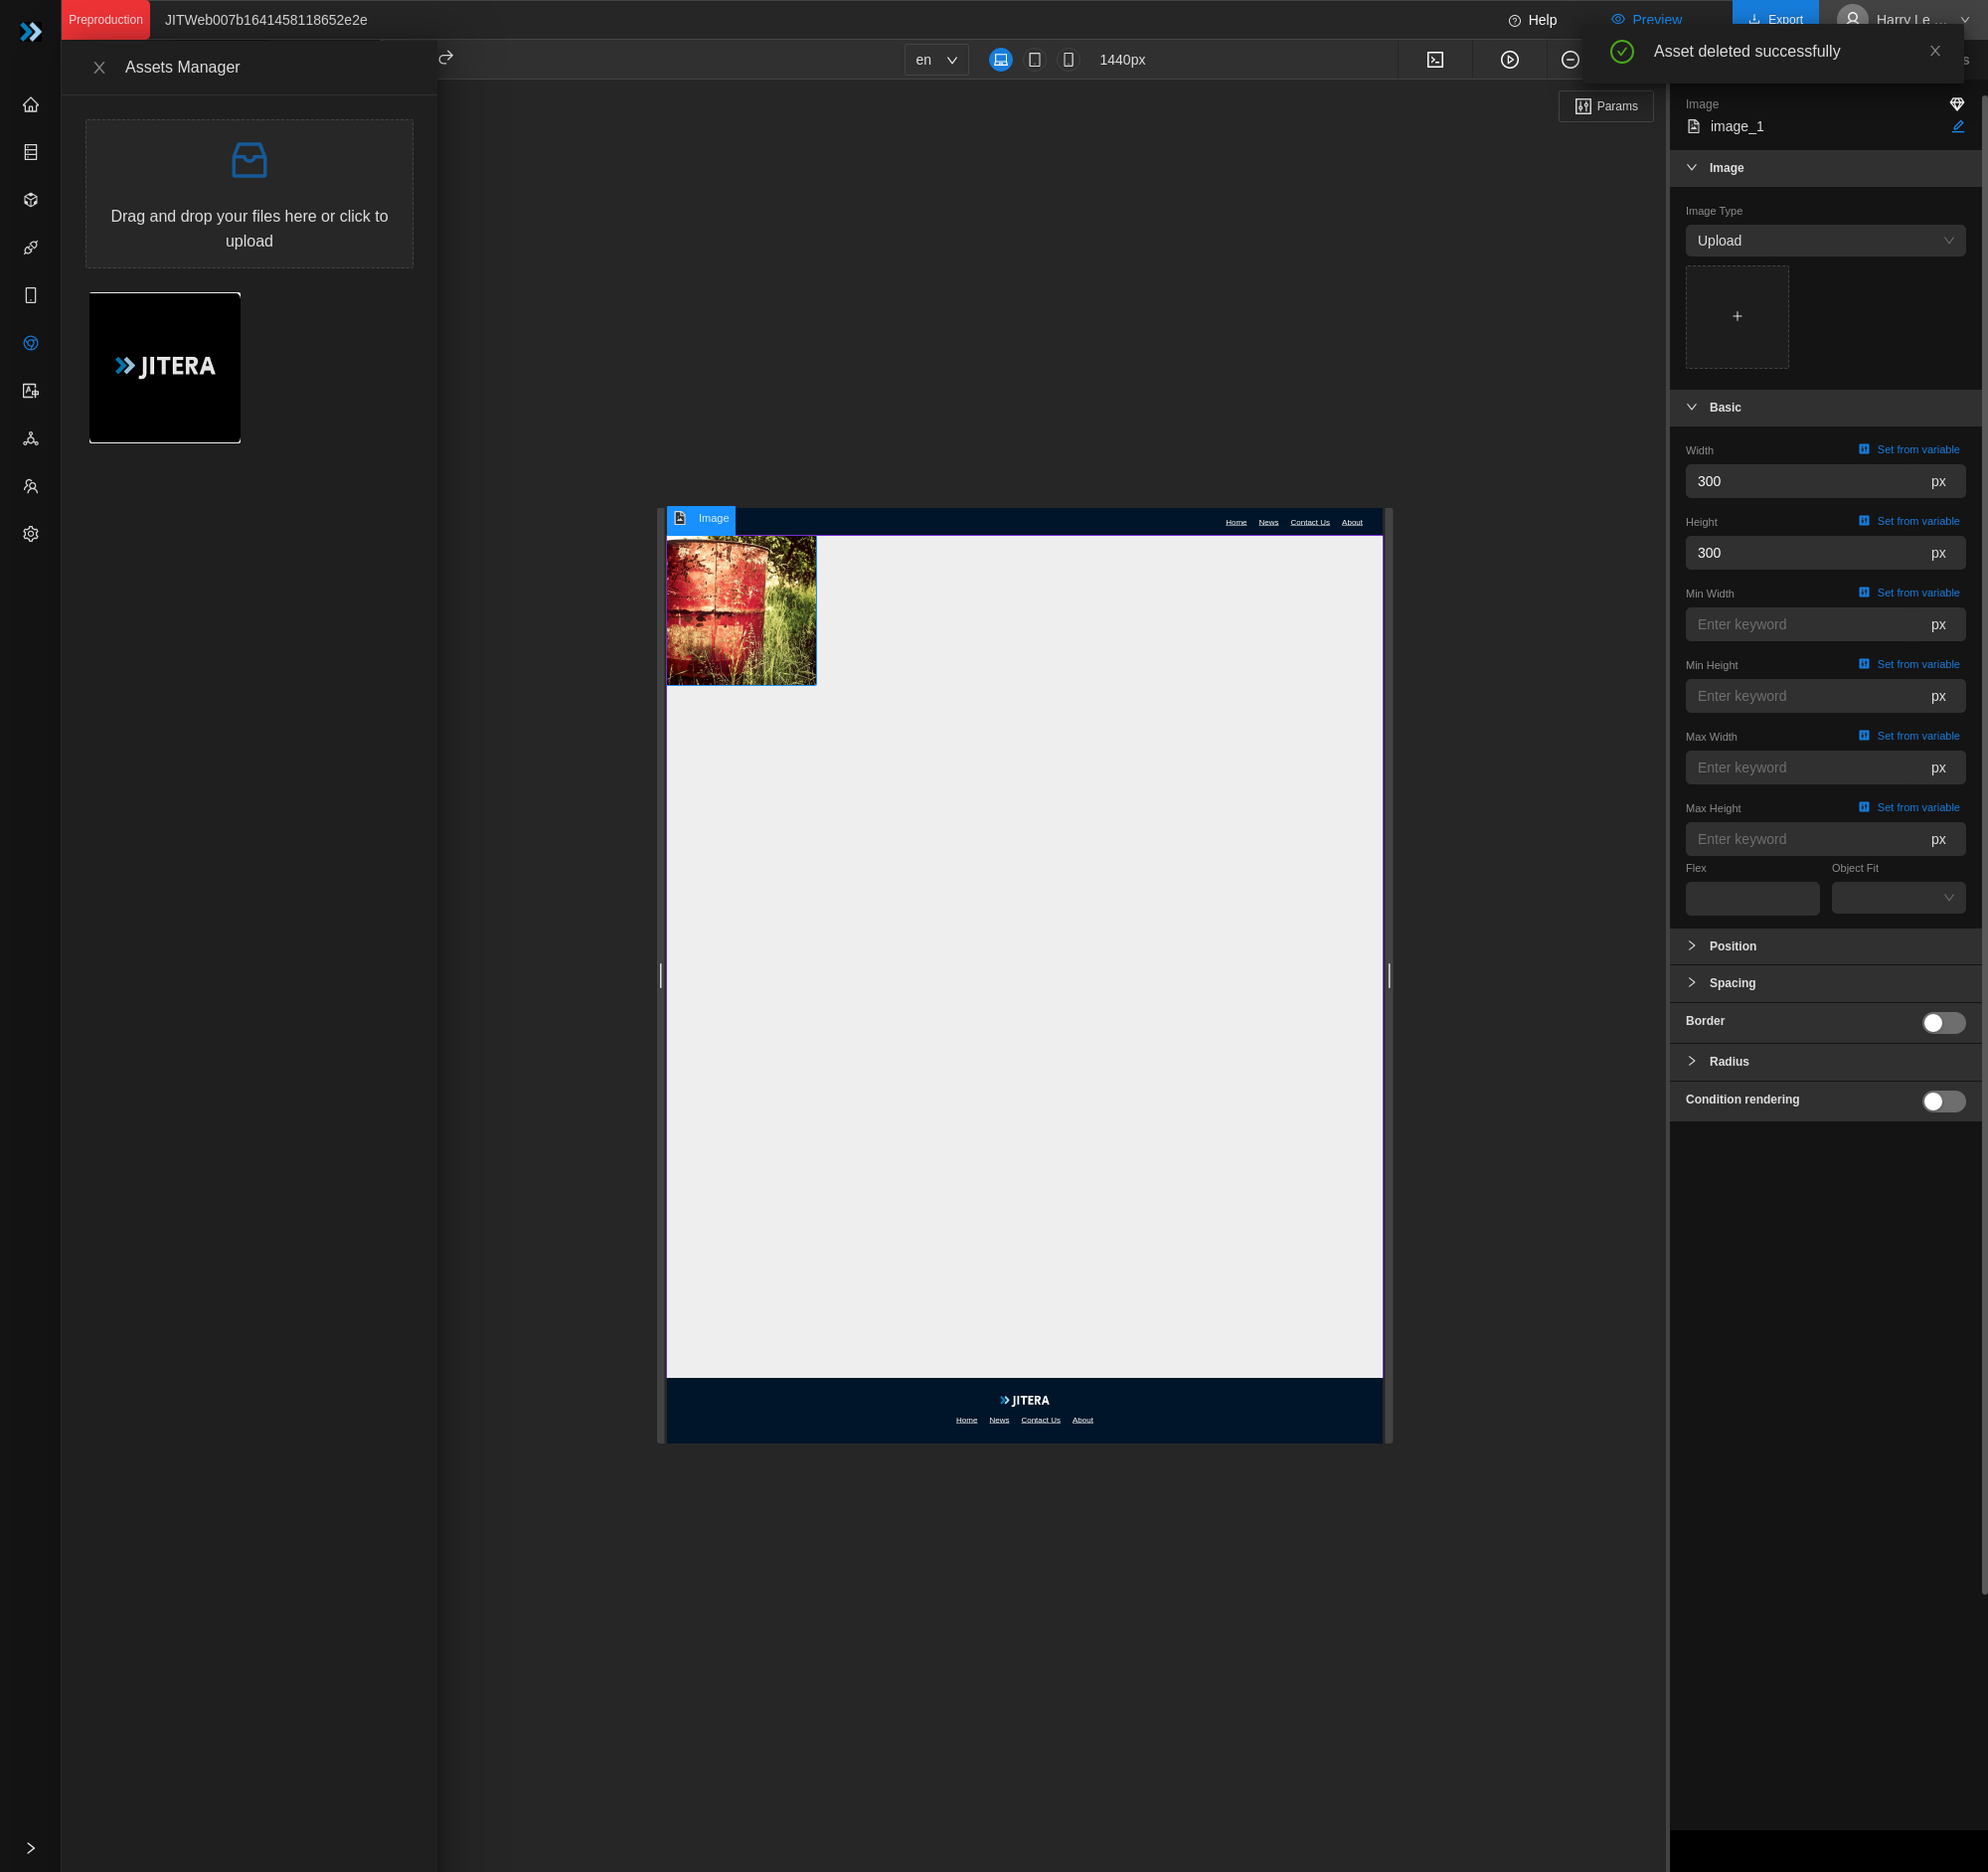 Preproduction
JITWeb007b1641458118652e2e
Help
Preview
Export
Harry Le ...
Asset deleted successfully
Assets Manager
en
1440px
Params
Drag and drop your files here or click to
upload
JITERA
Image
Home
News
Contact Us
About
JITERA
Home
News
Contact Us
About
Image
image_1
Image
Image Type
Upload
Basic
Width
Set from variable
300
px
Height
Set from variable
300
px
Min Width
Set from variable
Enter keyword
px
Min Height
Set from variable
Enter keyword
px
Max Width
Set from variable
Enter keyword
px
Max Height
Set from variable
Enter keyword
px
Flex
Object Fit
Position
Spacing
Border
Radius
Condition rendering